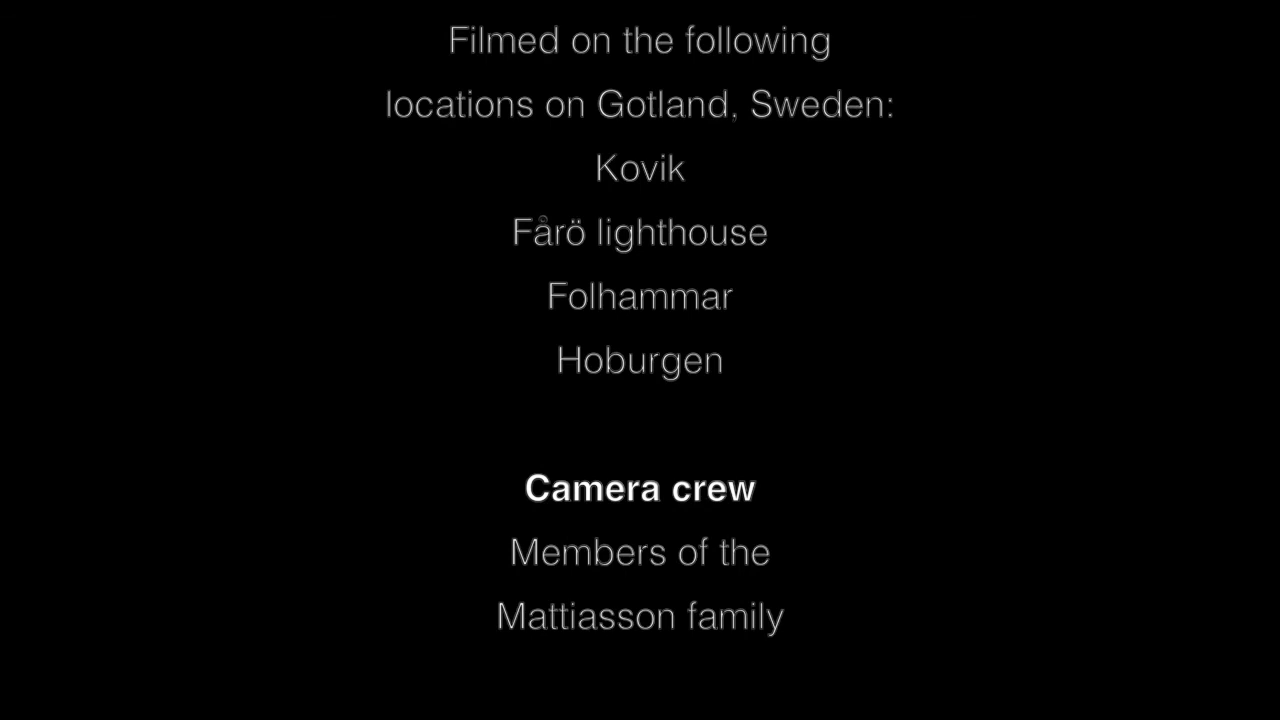 Filmed on the following
locations on Gotland, Sweden:
Kovik
Fårö lighthouse
Folhammar
Hoburgen
Camera crew
Members of the
Mattiasson family